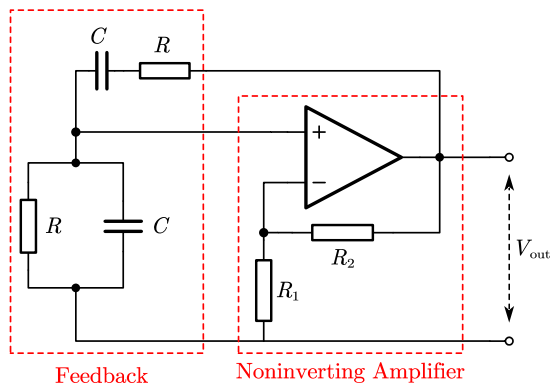 C
R
+
−
R
C
R₂
R₁
Vout
Feedback
Noninverting Amplifier